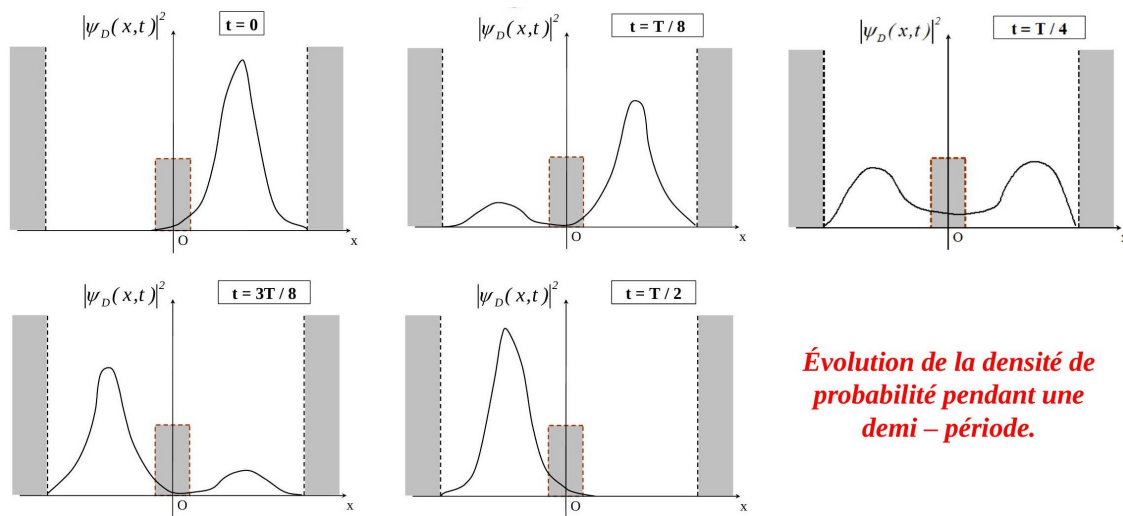 |ψ_D(x,t)|²
t = 0
x
O
|ψ_D(x,t)|²
t = T / 8
x
O
|ψ_D(x,t)|²
t = T / 4
x
O
|ψ_D(x,t)|²
t = 3T / 8
x
O
|ψ_D(x,t)|²
t = T / 2
x
O
Évolution de la densité de
probabilité pendant une
demi – période.